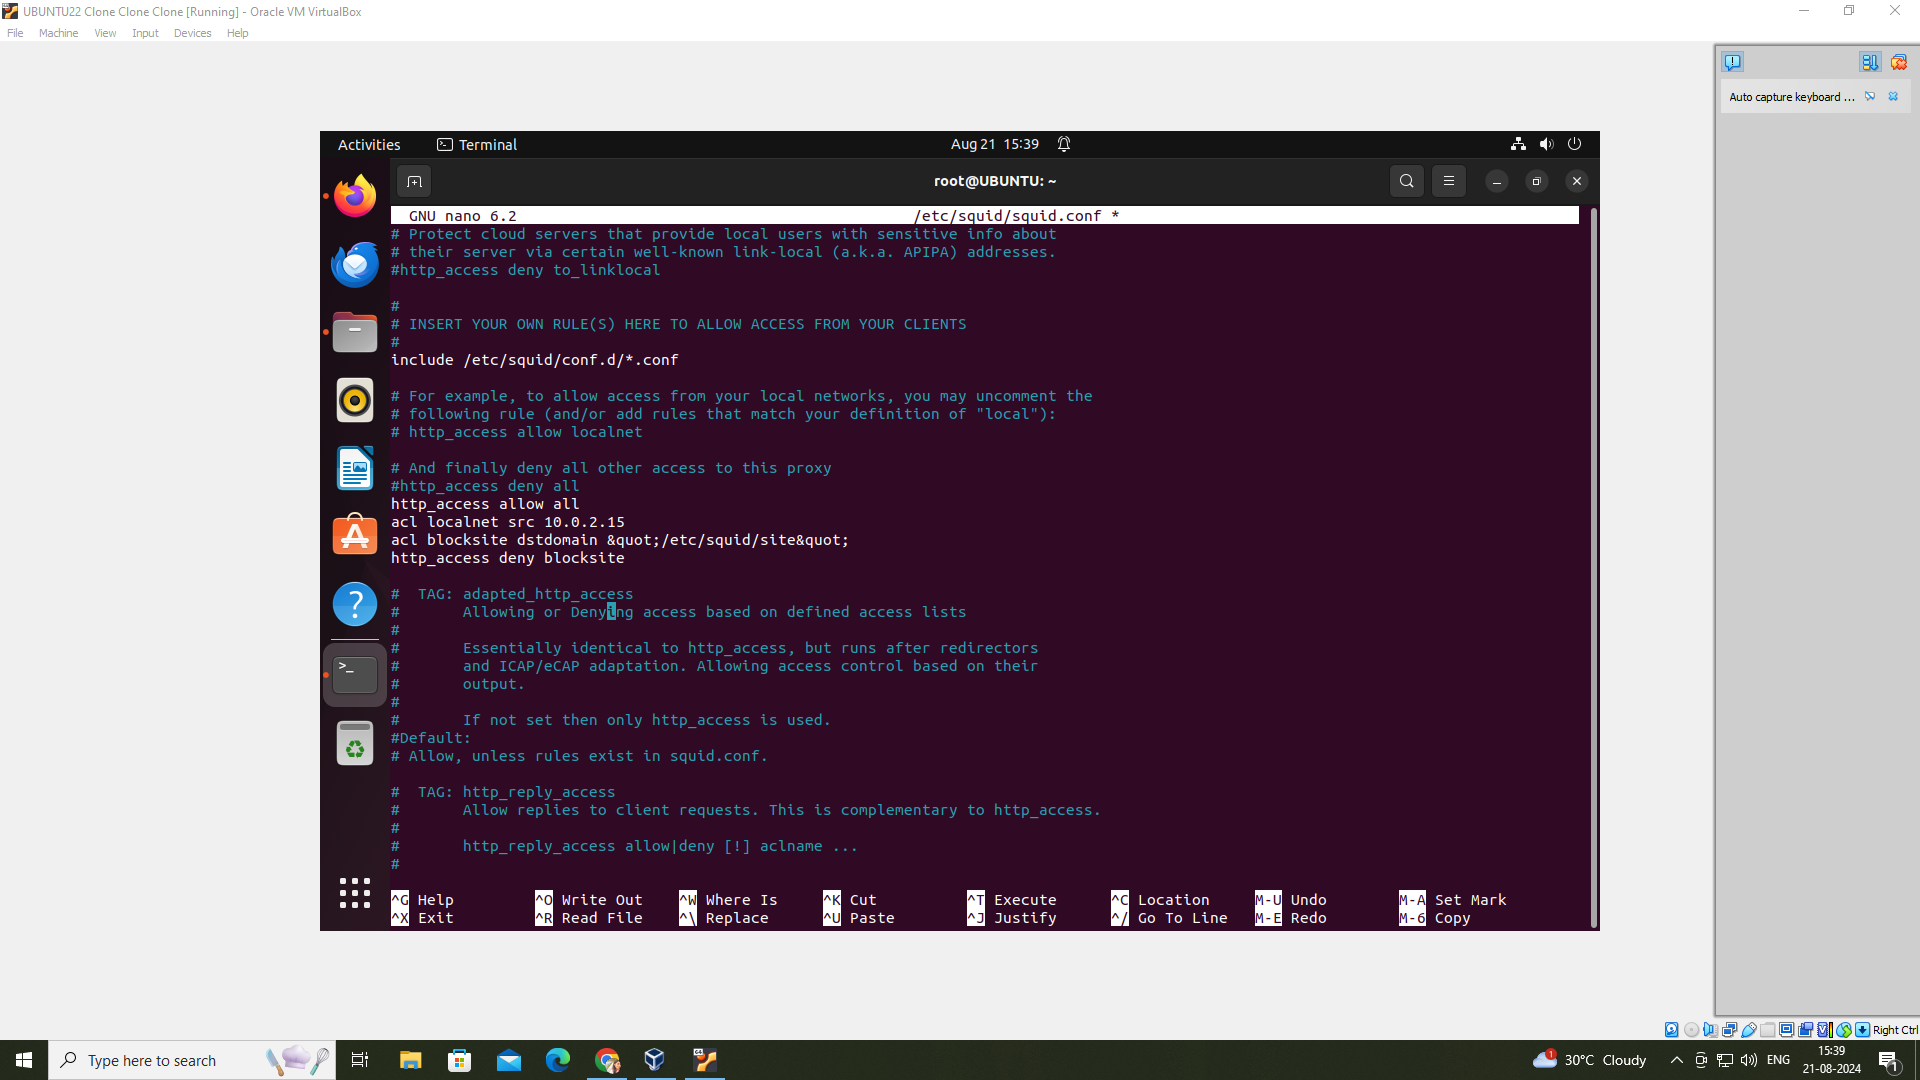 UBUNTU22 Clone Clone Clone [Running] - Oracle VM VirtualBox
File Machine View Input Devices Help
Auto capture keyboard ...
Activities Terminal Aug 21 15:39
root@UBUNTU: ~
GNU nano 6.2 /etc/squid/squid.conf *
# Protect cloud servers that provide local users with sensitive info about
# their server via certain well-known link-local (a.k.a. APIPA) addresses.
#http_access deny to_linklocal
#
# INSERT YOUR OWN RULE(S) HERE TO ALLOW ACCESS FROM YOUR CLIENTS
#
include /etc/squid/conf.d/*.conf
# For example, to allow access from your local networks, you may uncomment the
# following rule (and/or add rules that match your definition of "local"):
# http_access allow localnet
# And finally deny all other access to this proxy
#http_access deny all
http_access allow all
acl localnet src 10.0.2.15
acl blocksite dstdomain &quot;/etc/squid/site&quot;
http_access deny blocksite
# TAG: adapted_http_access
# Allowing or Denying access based on defined access lists
#
# Essentially identical to http_access, but runs after redirectors
# and ICAP/eCAP adaptation. Allowing access control based on their
# output.
#
# If not set then only http_access is used.
#Default:
# Allow, unless rules exist in squid.conf.
# TAG: http_reply_access
# Allow replies to client requests. This is complementary to http_access.
#
# http_reply_access allow|deny [!] aclname ...
#
^G Help ^O Write Out ^W Where Is ^K Cut ^T Execute ^C Location M-U Undo M-A Set Mark
^X Exit ^R Read File ^\ Replace ^U Paste ^J Justify ^/ Go To Line M-E Redo M-6 Copy
Right Ctrl
Type here to search
1
30°C Cloudy
ENG
15:39
21-08-2024
1